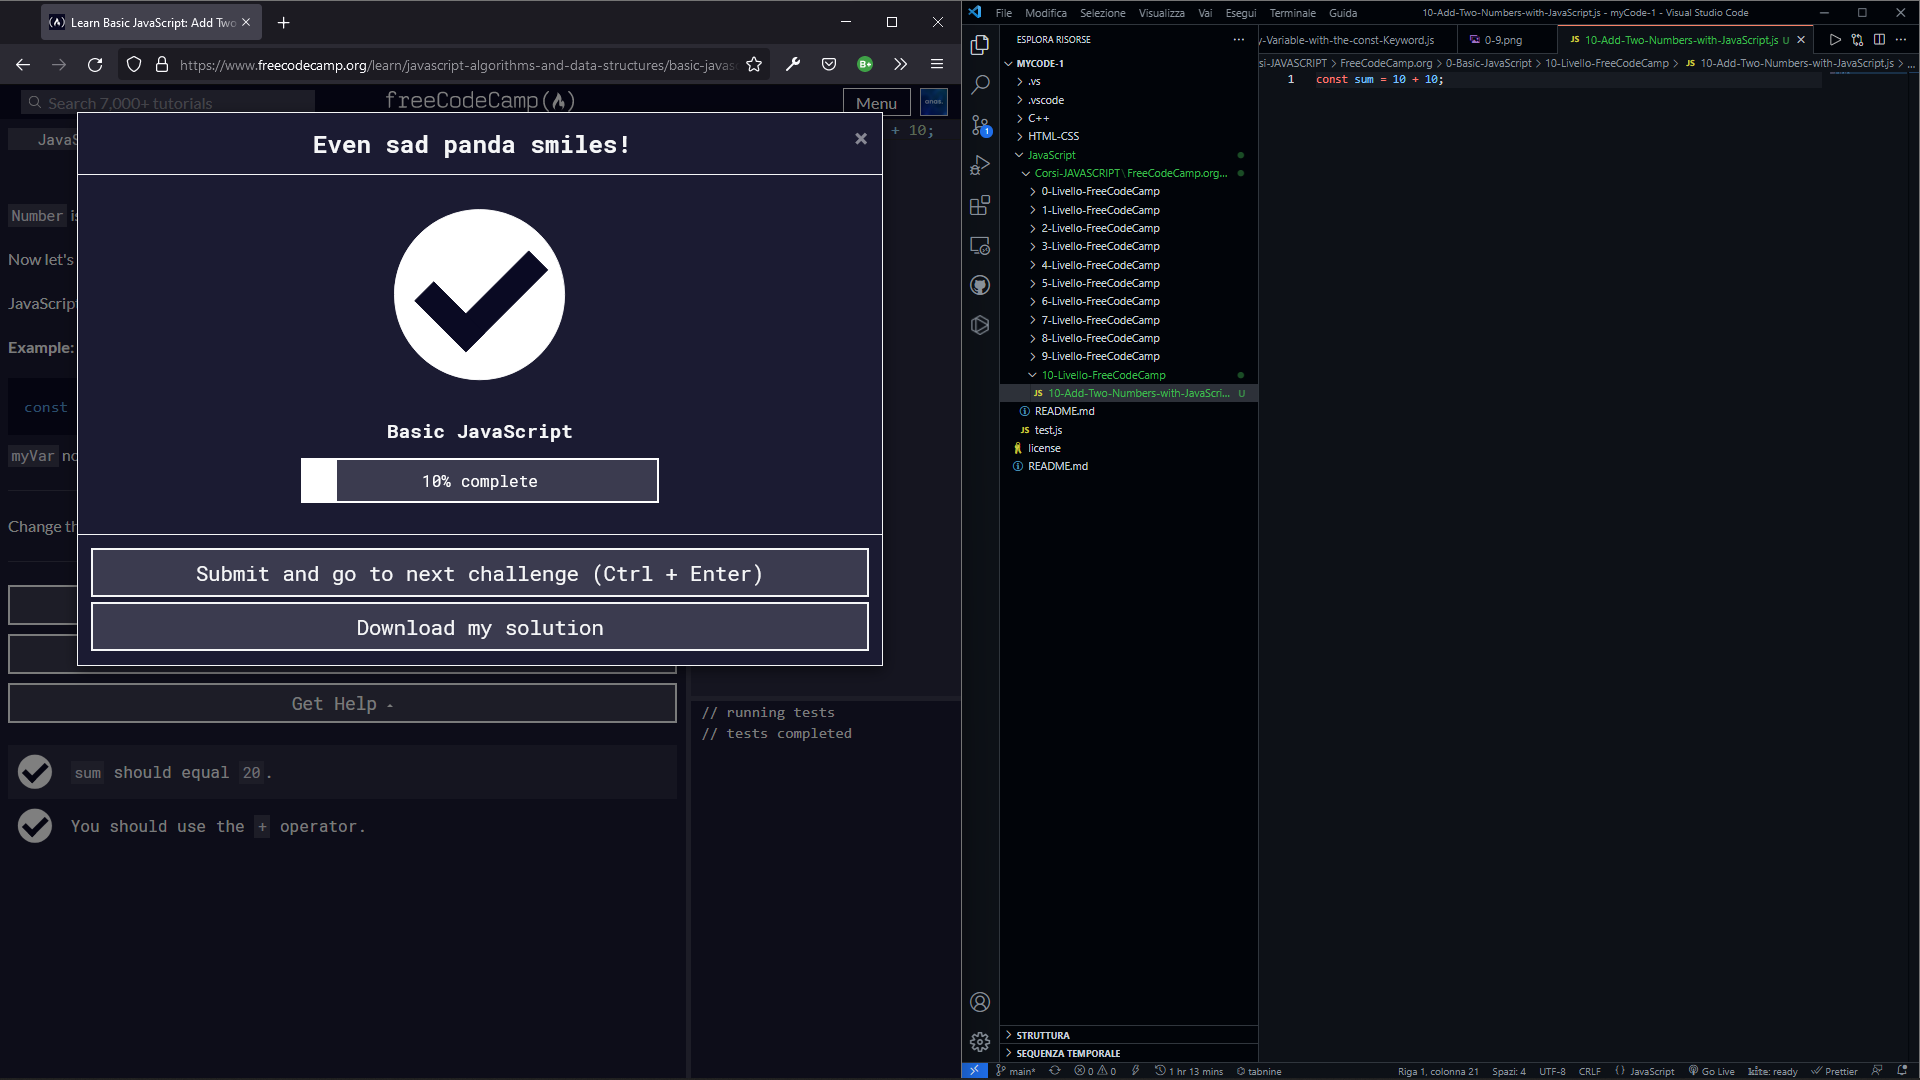 Learn Basic JavaScript: Add Two
https://www.freecodecamp.org/learn/javascript-algorithms-and-data-structures/basic-javas
Search 7,000+ tutorials
freeCodeCamp
Menu
+ 10;
Even sad panda smiles!
×
Number
Now let's
JavaScript
Example:
const
myVar
Basic JavaScript
10% complete
Submit and go to next challenge (Ctrl + Enter)
Download my solution
Get Help
// running tests
// tests completed
sum should equal 20.
You should use the + operator.
File Modifica Selezione Visualizza Vai Esegui Terminale Guida
10-Add-Two-Numbers-with-JavaScript.js - myCode-1 - Visual Studio Code
ESPLORA RISORSE
y-Variable-with-the-const-Keyword.js
0-9.png
JS 10-Add-Two-Numbers-with-JavaScript.js U
si-JAVASCRIPT > FreeCodeCamp.org > 0-Basic-JavaScript > 10-Livello-FreeCodeCamp > JS 10-Add-Two-Numbers-with-JavaScript.js > ...
1 const sum = 10 + 10;
MYCODE-1
.vs
.vscode
C++
HTML-CSS
JavaScript
Corsi-JAVASCRIPT\FreeCodeCamp.org...
0-Livello-FreeCodeCamp
1-Livello-FreeCodeCamp
2-Livello-FreeCodeCamp
3-Livello-FreeCodeCamp
4-Livello-FreeCodeCamp
5-Livello-FreeCodeCamp
6-Livello-FreeCodeCamp
7-Livello-FreeCodeCamp
8-Livello-FreeCodeCamp
9-Livello-FreeCodeCamp
10-Livello-FreeCodeCamp
JS 10-Add-Two-Numbers-with-JavaScri... U
README.md
JS test.js
license
README.md
STRUTTURA
SEQUENZA TEMPORALE
main* 0 0 1 hr 13 mins tabnine
Riga 1, colonna 21 Spazi: 4 UTF-8 CRLF {} JavaScript Go Live kite: ready Prettier